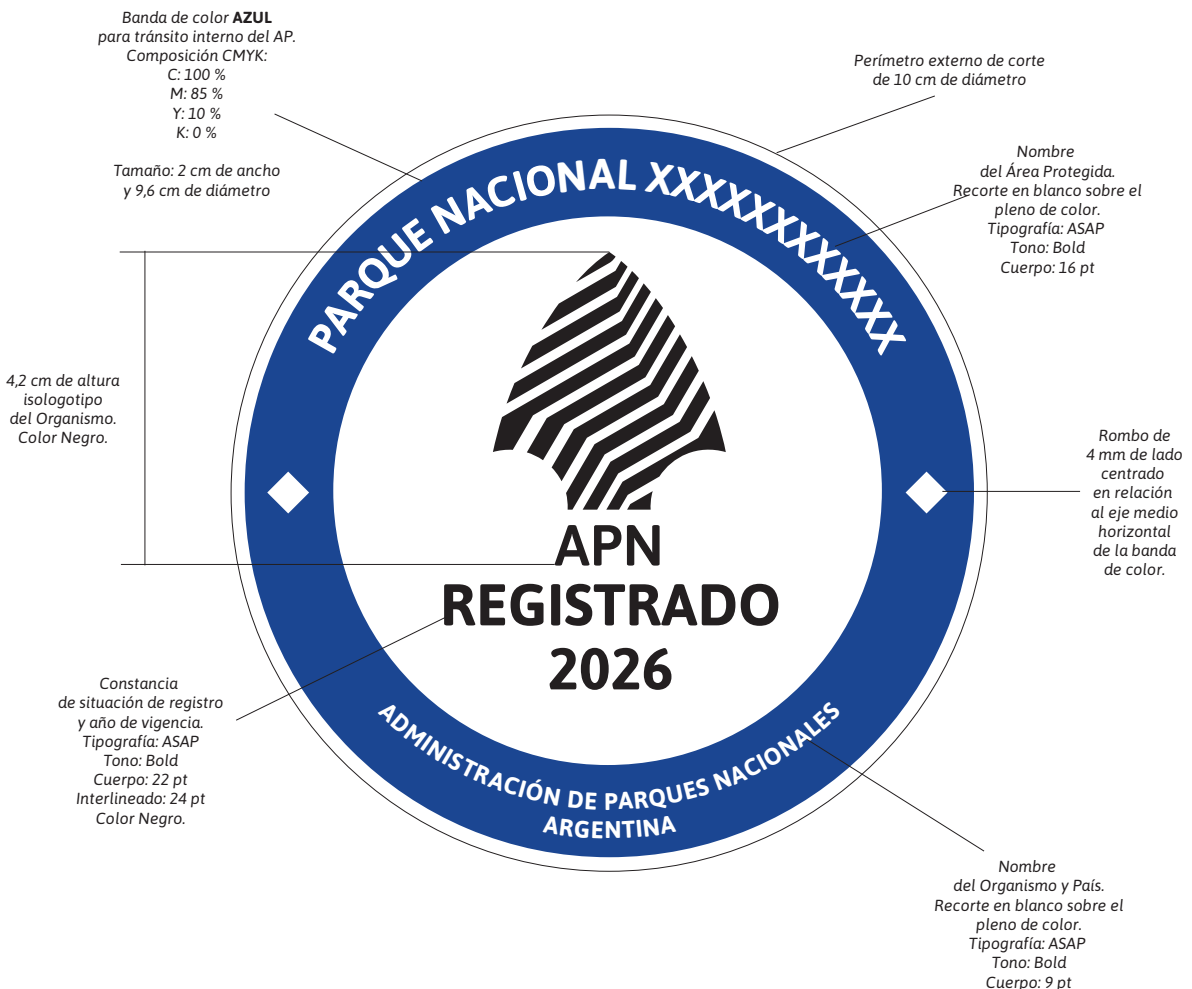 Banda de color AZUL
para tránsito interno del AP.
Composición CMYK:
C: 100 %
M: 85 %
Y: 10 %
K: 0 %
Tamaño: 2 cm de ancho
y 9,6 cm de diámetro
Perímetro externo de corte
de 10 cm de diámetro
Nombre
del Área Protegida.
Recorte en blanco sobre el
pleno de color.
Tipografía: ASAP
Tono: Bold
Cuerpo: 16 pt
PARQUE NACIONAL XXXXXXXXXXXXX
4,2 cm de altura
isologotipo
del Organismo.
Color Negro.
Rombo de
4 mm de lado
centrado
en relación
al eje medio
horizontal
de la banda
de color.
APN
REGISTRADO
2026
Constancia
de situación de registro
y año de vigencia.
Tipografía: ASAP
Tono: Bold
Cuerpo: 22 pt
Interlineado: 24 pt
Color Negro.
ADMINISTRACIÓN DE PARQUES NACIONALES
ARGENTINA
Nombre
del Organismo y País.
Recorte en blanco sobre el
pleno de color.
Tipografía: ASAP
Tono: Bold
Cuerpo: 9 pt